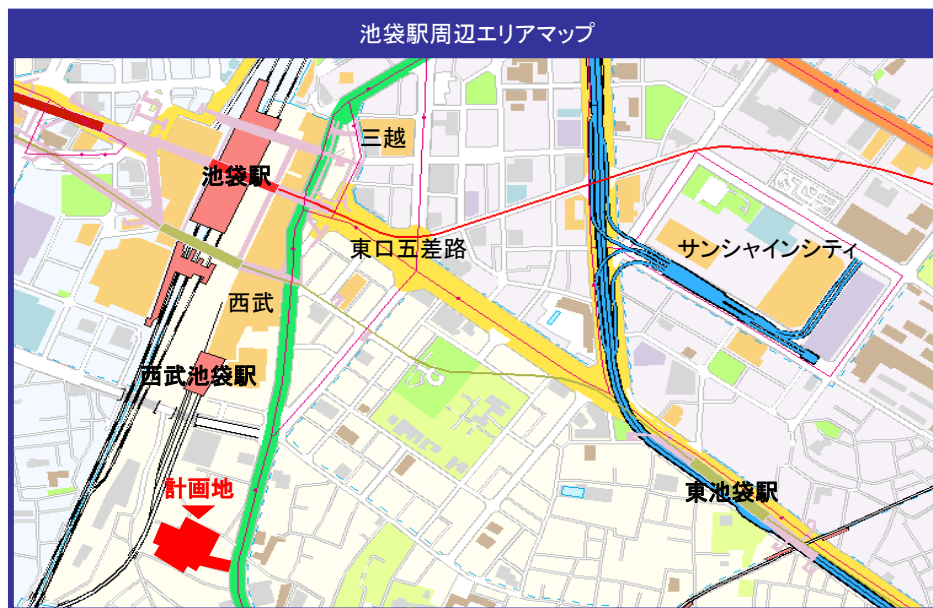 池袋駅周辺エリアマップ
三越
池袋駅
東口五差路
サンシャインシティ
西武
西武池袋駅
計画地
東池袋駅